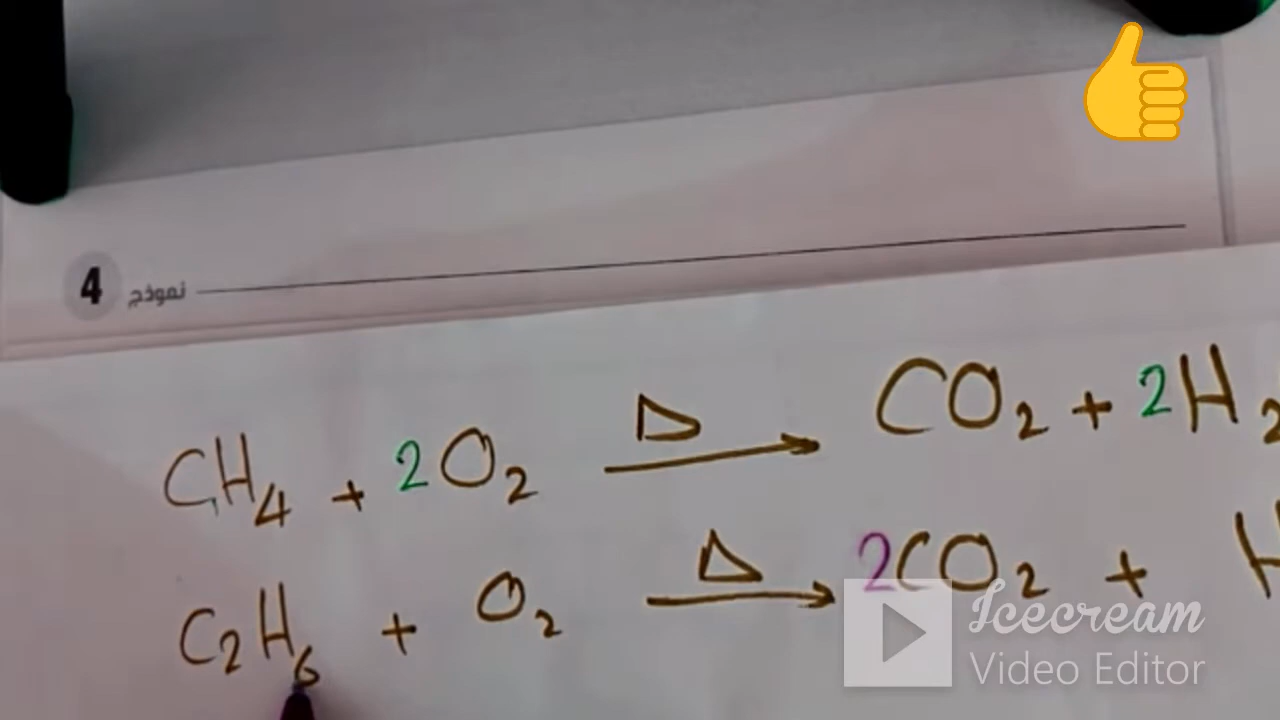 4 نموذج
CH₄ + 2O₂ —Δ→ CO₂ + 2H₂
C₂H₆ + O₂ —Δ→ 2CO₂ + H
Icecream
Video Editor